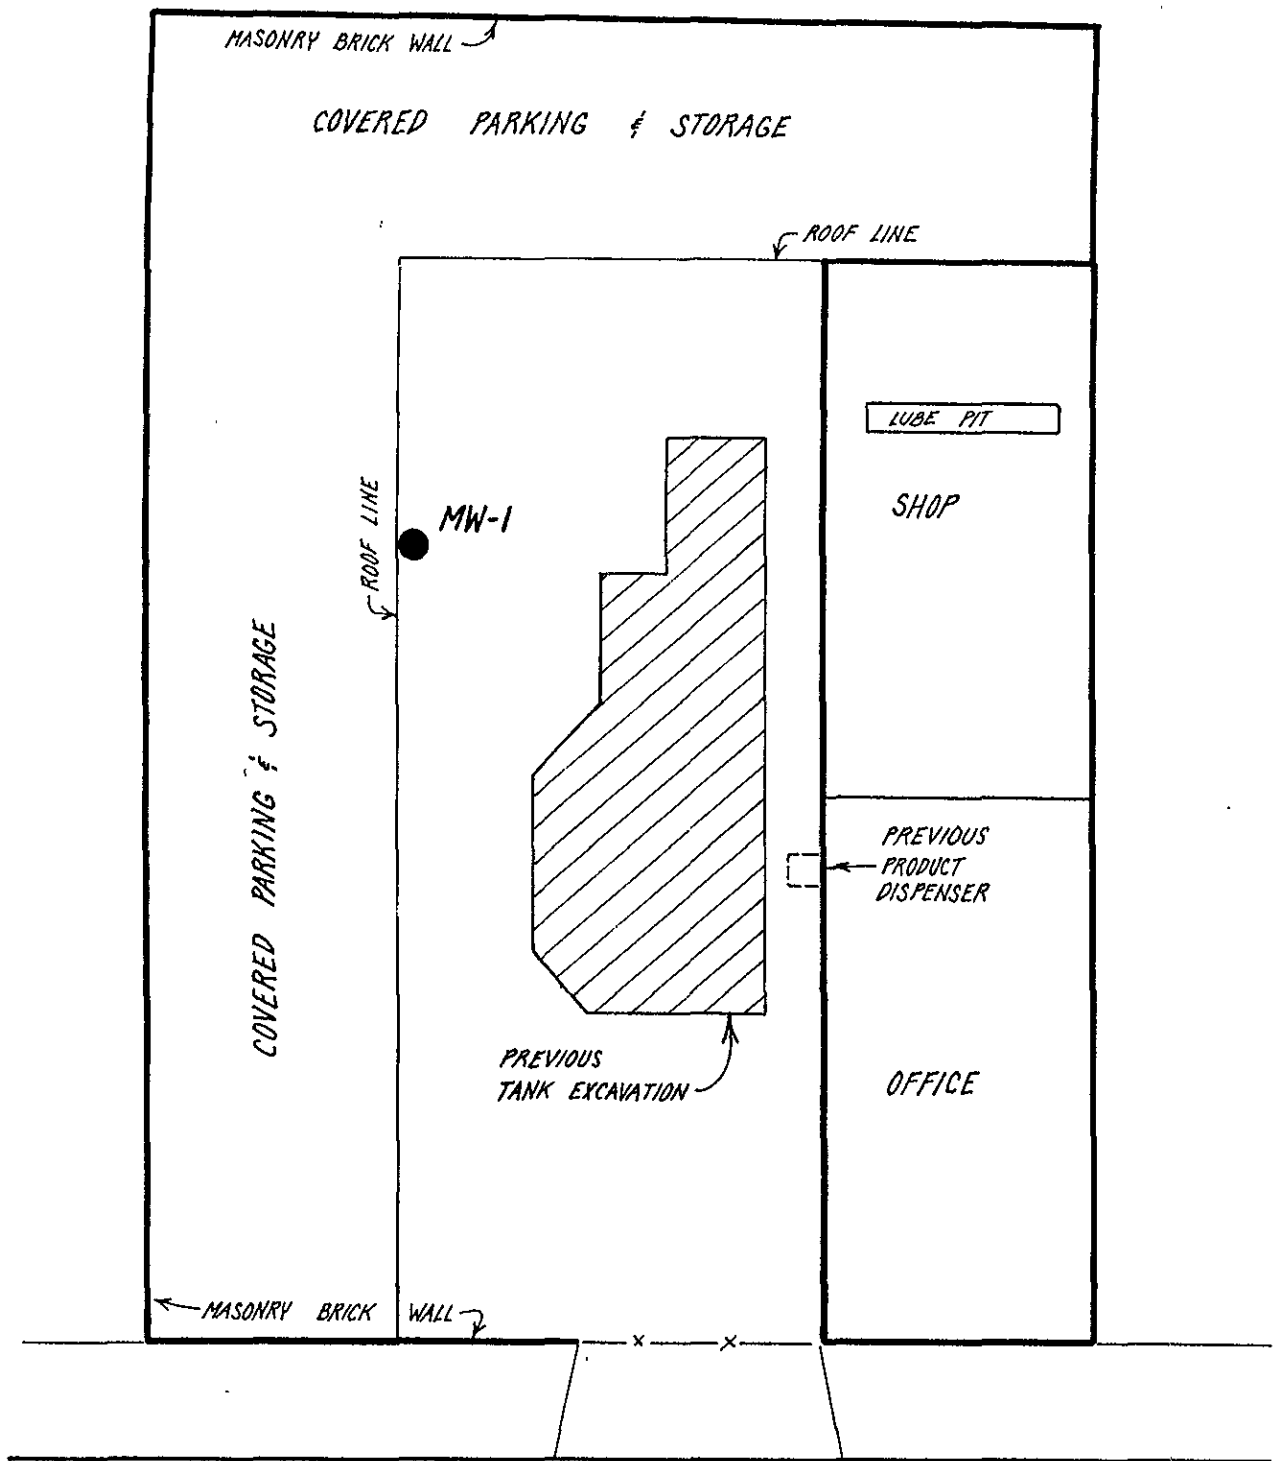 MASONRY BRICK WALL
COVERED PARKING & STORAGE
ROOF LINE
LUBE PIT
SHOP
MW-1
ROOF LINE
COVERED PARKING & STORAGE
PREVIOUS
PRODUCT
DISPENSER
PREVIOUS
TANK EXCAVATION
OFFICE
MASONRY BRICK WALL